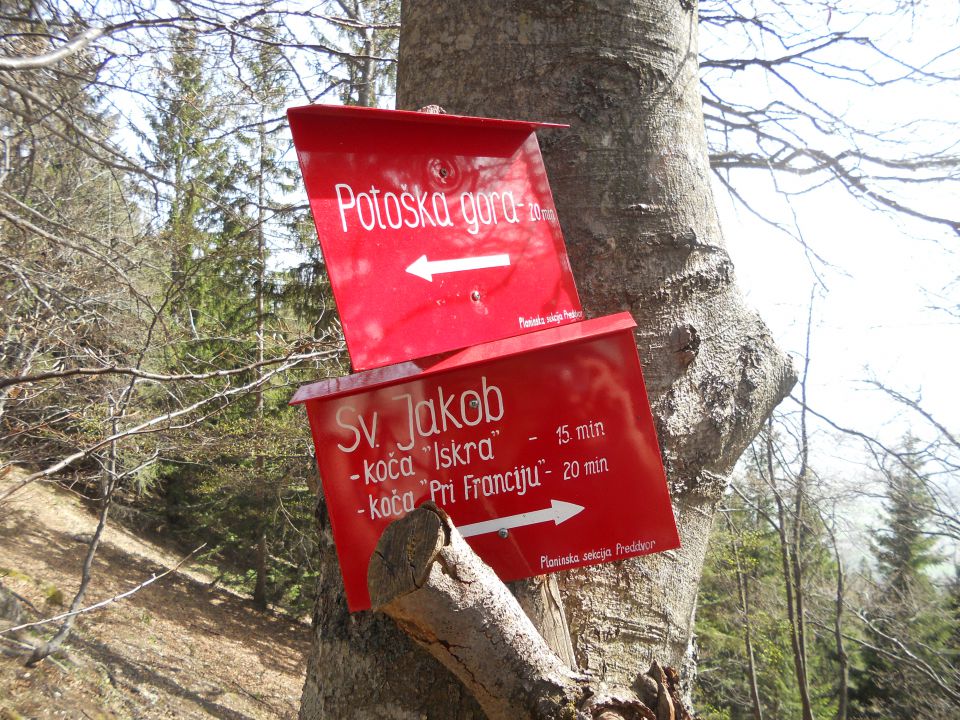 Potoška gora - 20 min
Planinska sekcija Preddvor
Sv. Jakob
- koča "Iskra" - 15. min
- koča "Pri Franciju" - 20 min
Planinska sekcija Preddvor